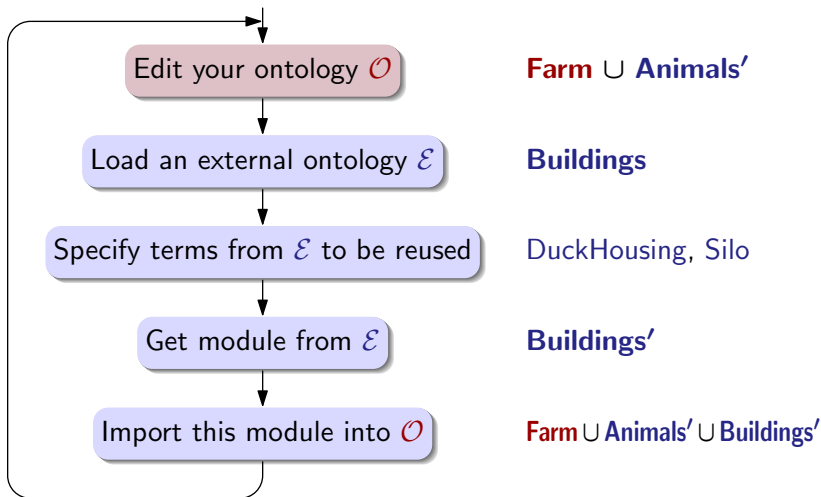 Edit your ontology 𝒪 Farm ∪ Animals′
Load an external ontology ℰ Buildings
Specify terms from ℰ to be reused DuckHousing, Silo
Get module from ℰ Buildings′
Import this module into 𝒪 Farm ∪ Animals′ ∪ Buildings′